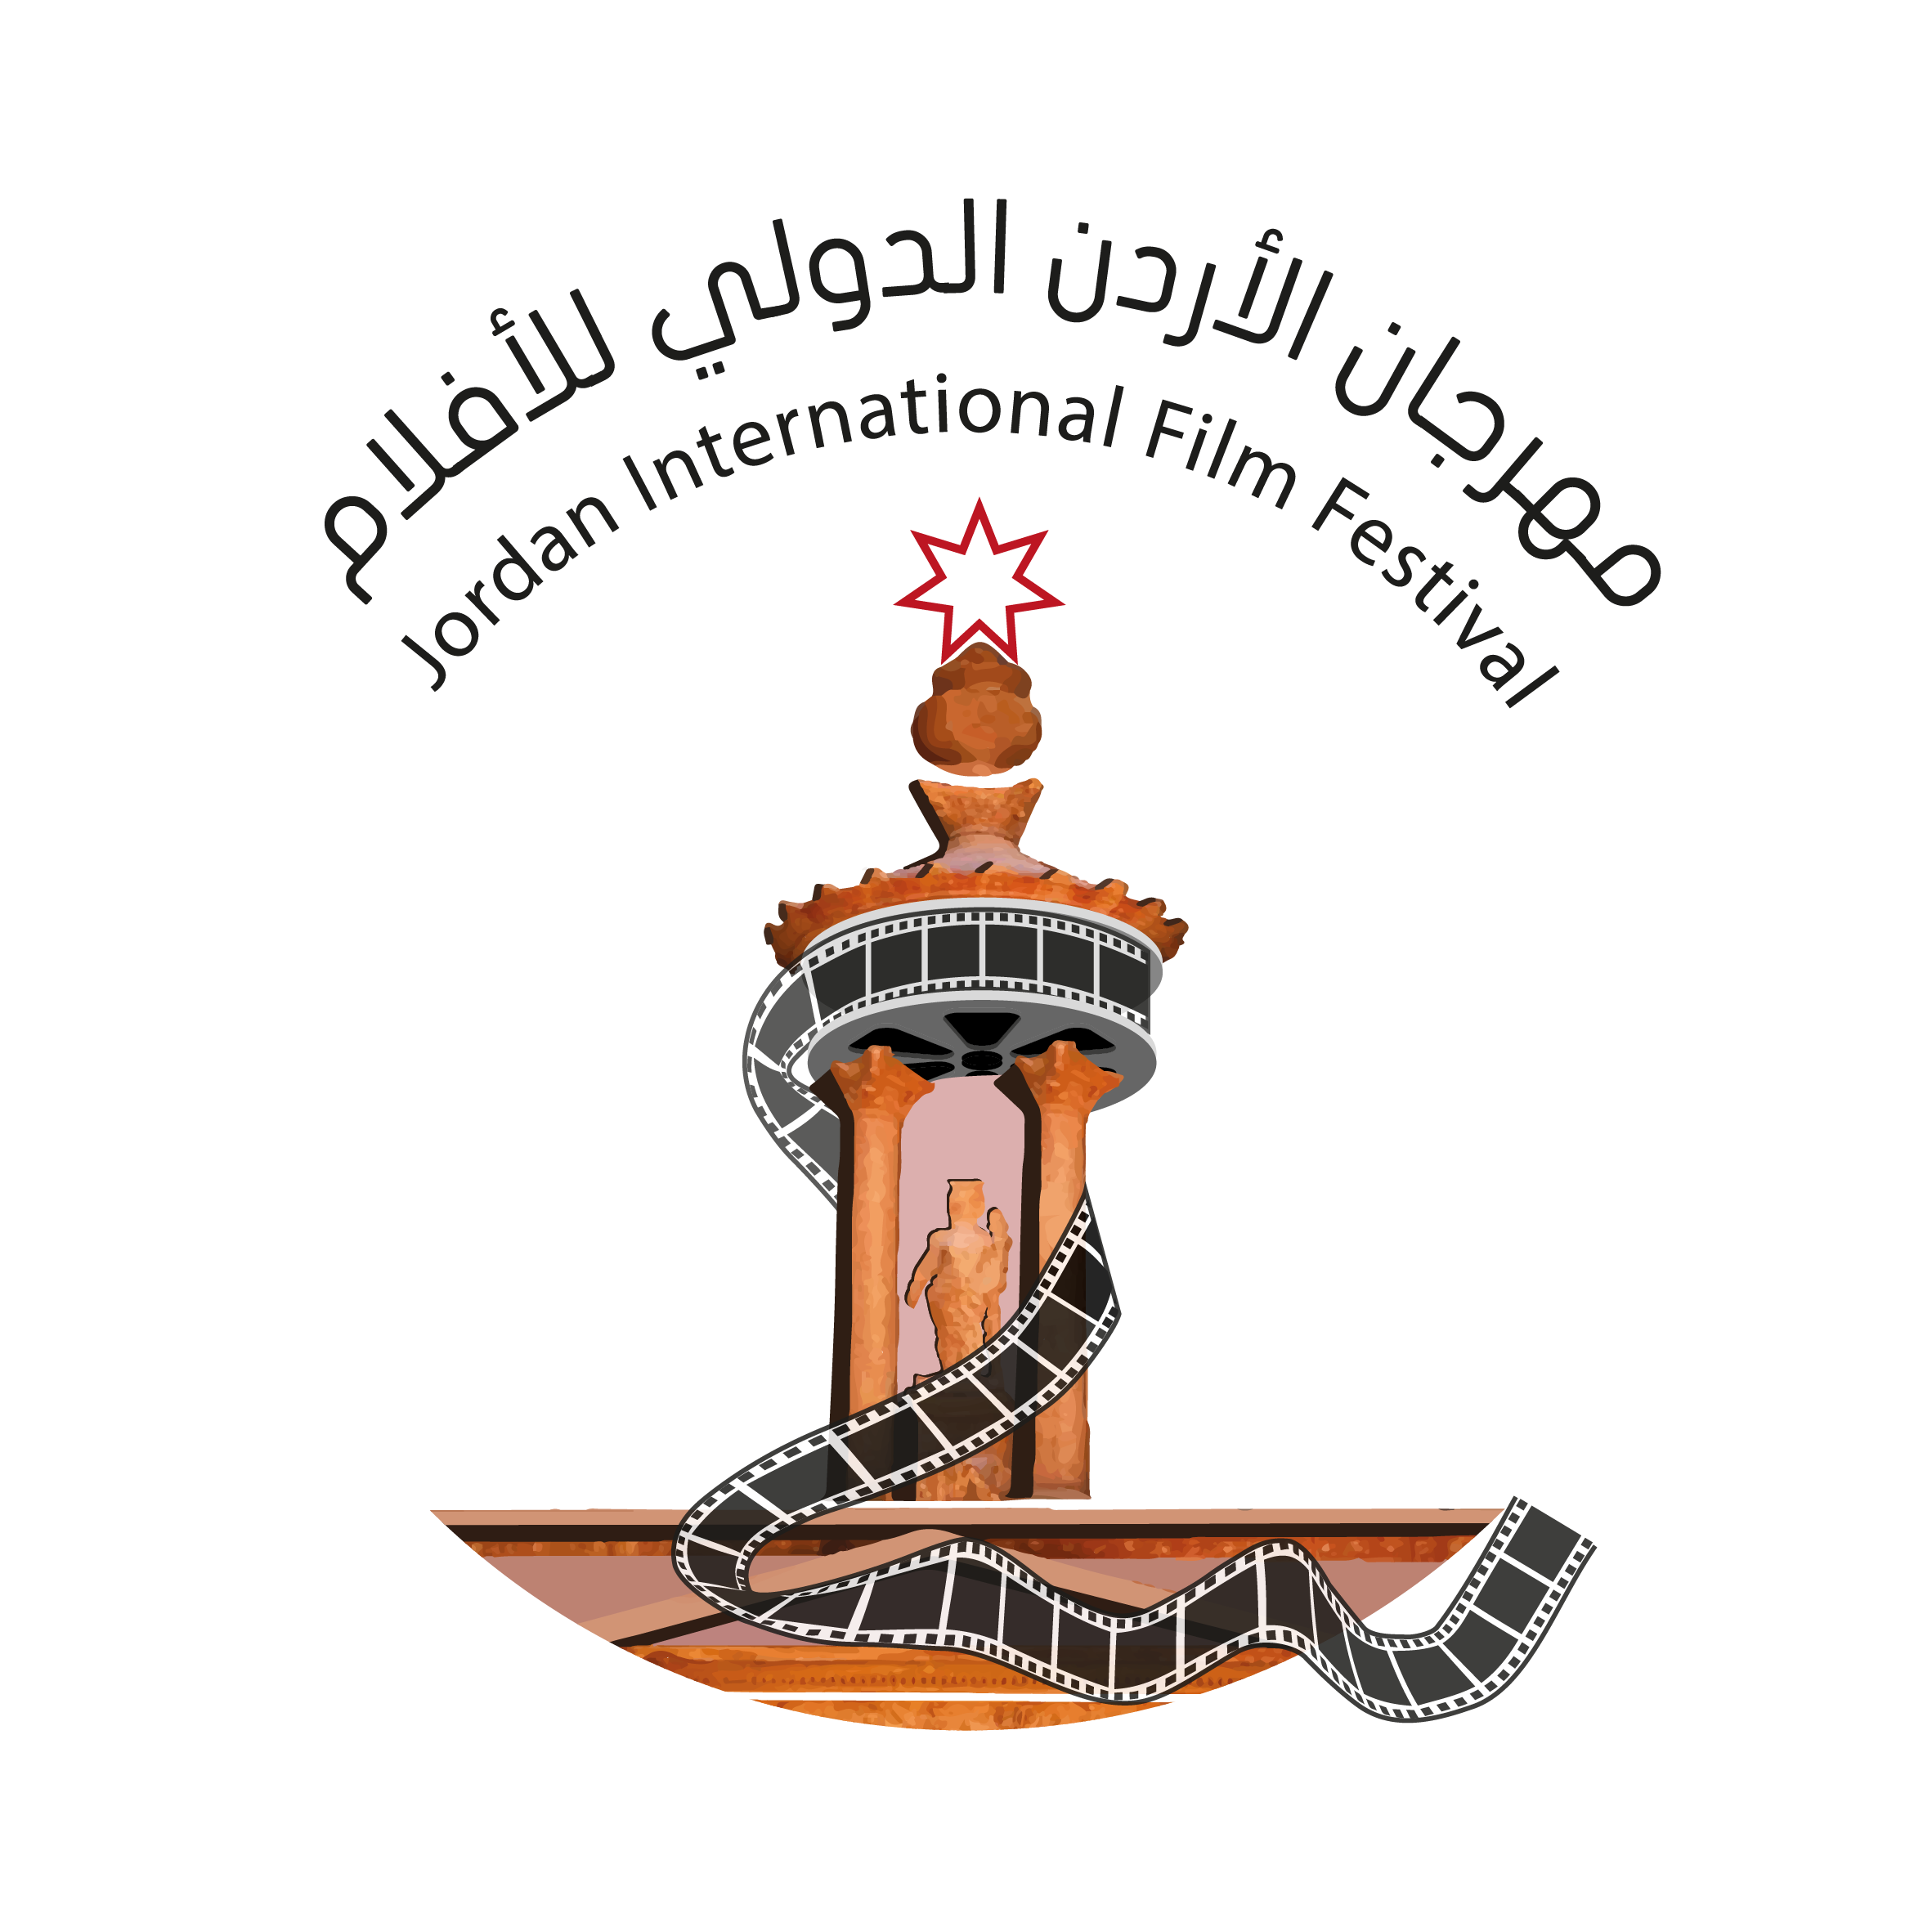 مهرجان الأردن الدولي للأفلام
Jordan International Film Festival